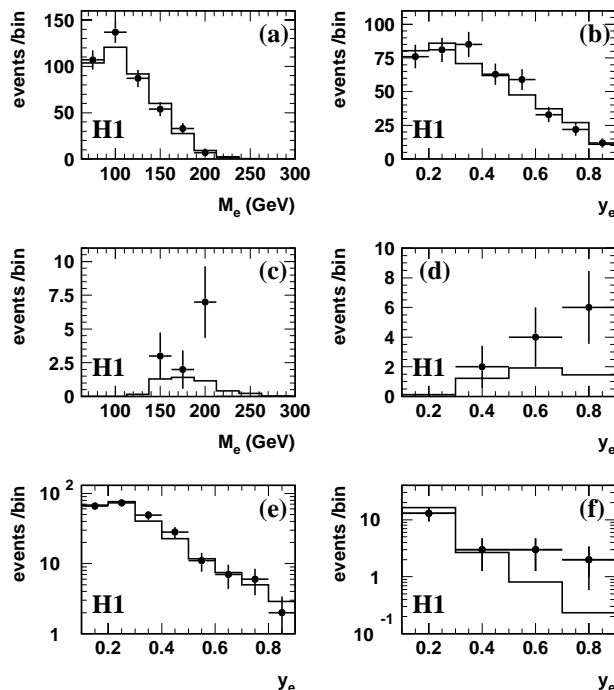 events /bin
150
100
50
0
(a)
H1
100 150 200 250 300
M_e (GeV)
events /bin
100
75
50
25
0
(b)
H1
0.2 0.4 0.6 0.8
y_e
events /bin
10
7.5
5
2.5
0
(c)
H1
100 150 200 250 300
M_e (GeV)
events /bin
10
8
6
4
2
0
(d)
H1
0.2 0.4 0.6 0.8
y_e
events /bin
10^2
10
1
(e)
H1
0.2 0.4 0.6 0.8
y_e
events /bin
10
1
10^-1
(f)
H1
0.2 0.4 0.6 0.8
y_e